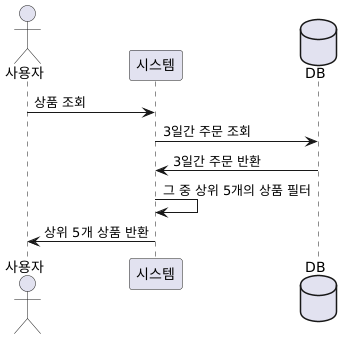 사용자 시스템 DB
상품 조회
3일간 주문 조회
3일간 주문 반환
그 중 상위 5개의 상품 필터
상위 5개 상품 반환
사용자 시스템 DB